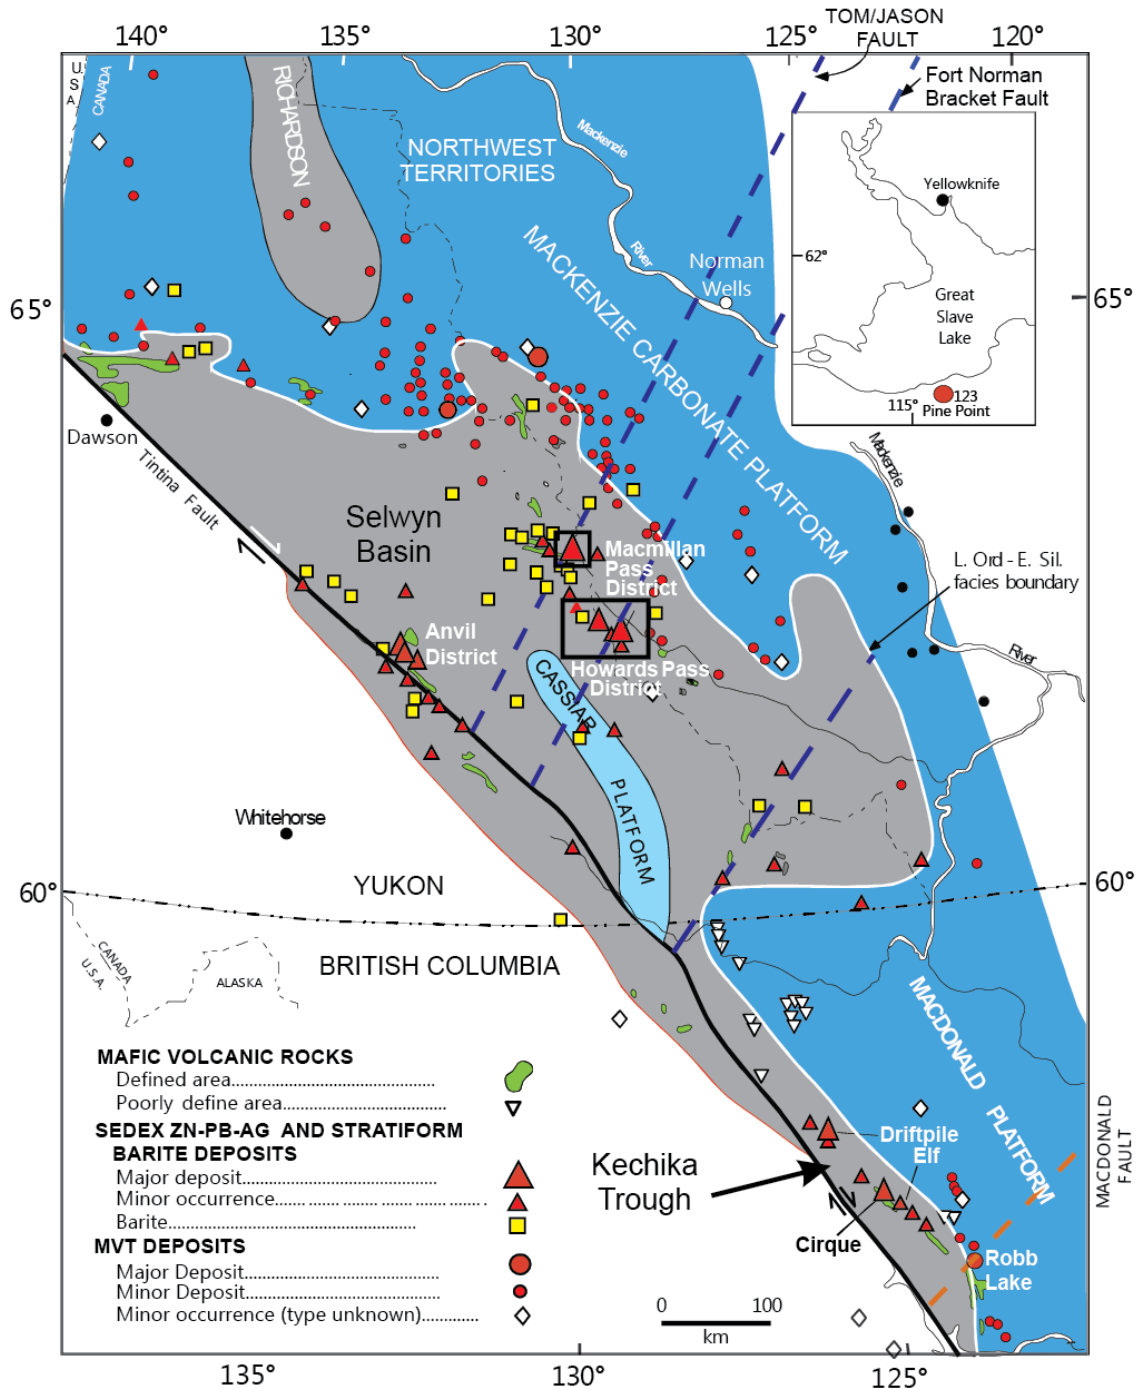 TOM/JASON
FAULT
140°
135°
130°
125°
120°
U.
S.
A.
CANADA
RICHARDSON
NORTHWEST
TERRITORIES
Mackenzie
River
Fort Norman
Bracket Fault
Yellowknife
62°
Great
Slave
Lake
115°
123
Pine Point
MACKENZIE CARBONATE PLATFORM
Norman
Wells
65°
65°
Dawson
Tintina Fault
Selwyn
Basin
Mackenzie
Macmillan
Pass
District
L. Ord - E. Sil.
facies boundary
River
Anvil
District
Howards Pass
District
CASSIAR
PLATFORM
Whitehorse
60°
60°
YUKON
BRITISH COLUMBIA
CANADA
U.S.A.
ALASKA
MACDONALD PLATFORM
MACDONALD
FAULT
MAFIC VOLCANIC ROCKS
Defined area
Poorly define area
SEDEX ZN-PB-AG AND STRATIFORM
BARITE DEPOSITS
Major deposit
Minor occurrence
Barite
MVT DEPOSITS
Major Deposit
Minor Deposit
Minor occurrence (type unknown)
Driftpile
Elf
Kechika
Trough
Cirque
Robb
Lake
0 100
km
135°
130°
125°